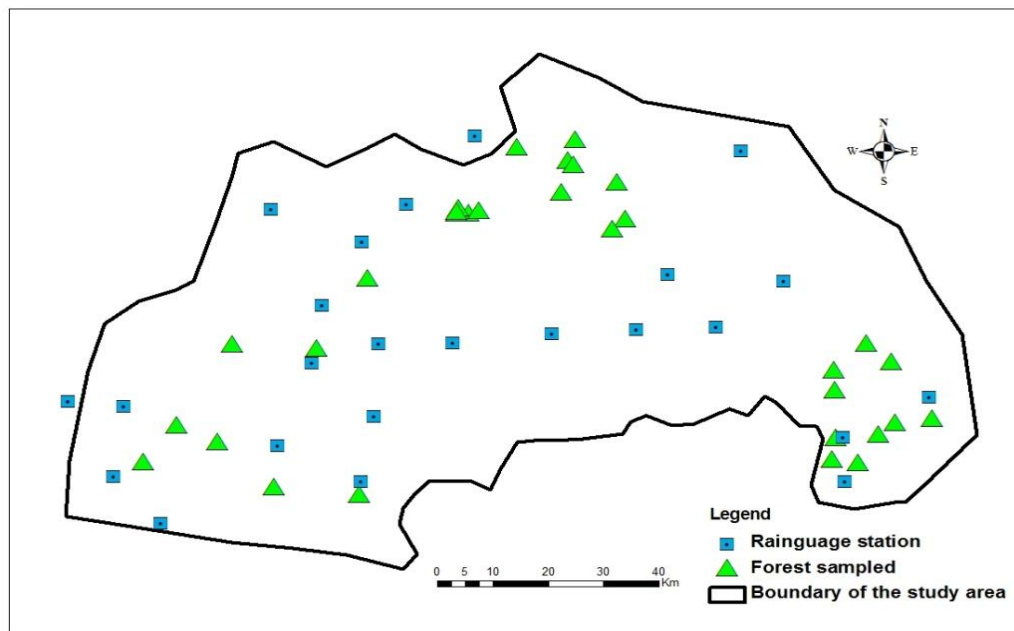 N
W E
S
Legend
Rainguage station
Forest sampled
Boundary of the study area
0 5 10 20 30 40
Km